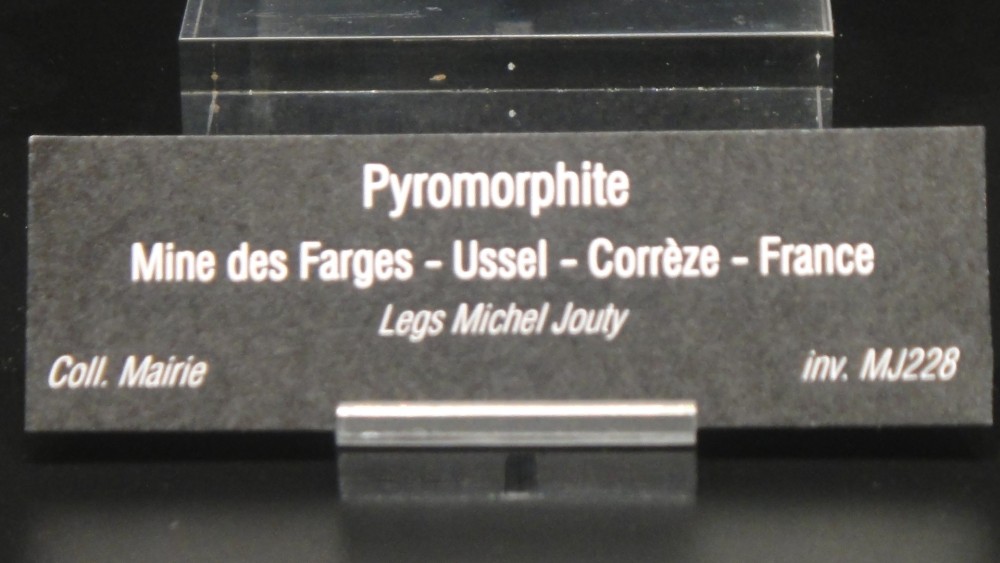 Pyromorphite
Mine des Farges - Ussel - Corrèze - France
Legs Michel Jouty
Coll. Mairie
inv. MJ228